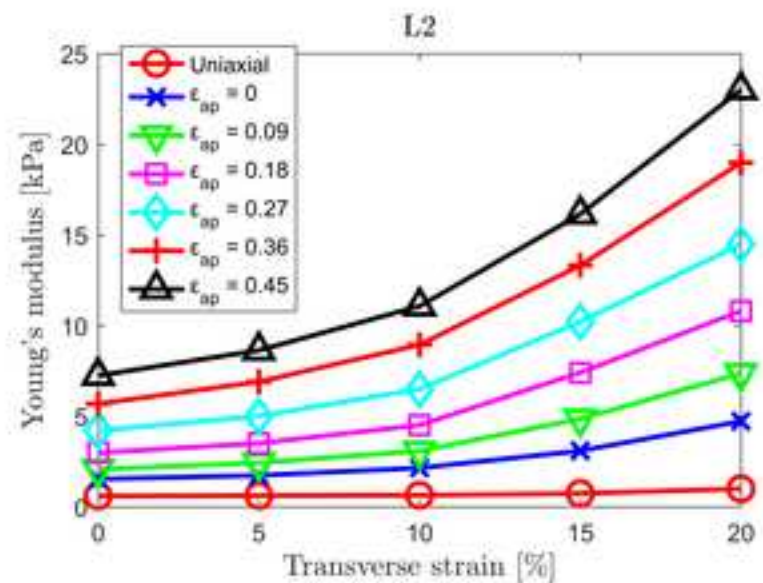 L2
Young's modulus [kPa]
25
20
15
10
5
0
Uniaxial
ε_ap = 0
ε_ap = 0.09
ε_ap = 0.18
ε_ap = 0.27
ε_ap = 0.36
ε_ap = 0.45
0 5 10 15 20
Transverse strain [%]